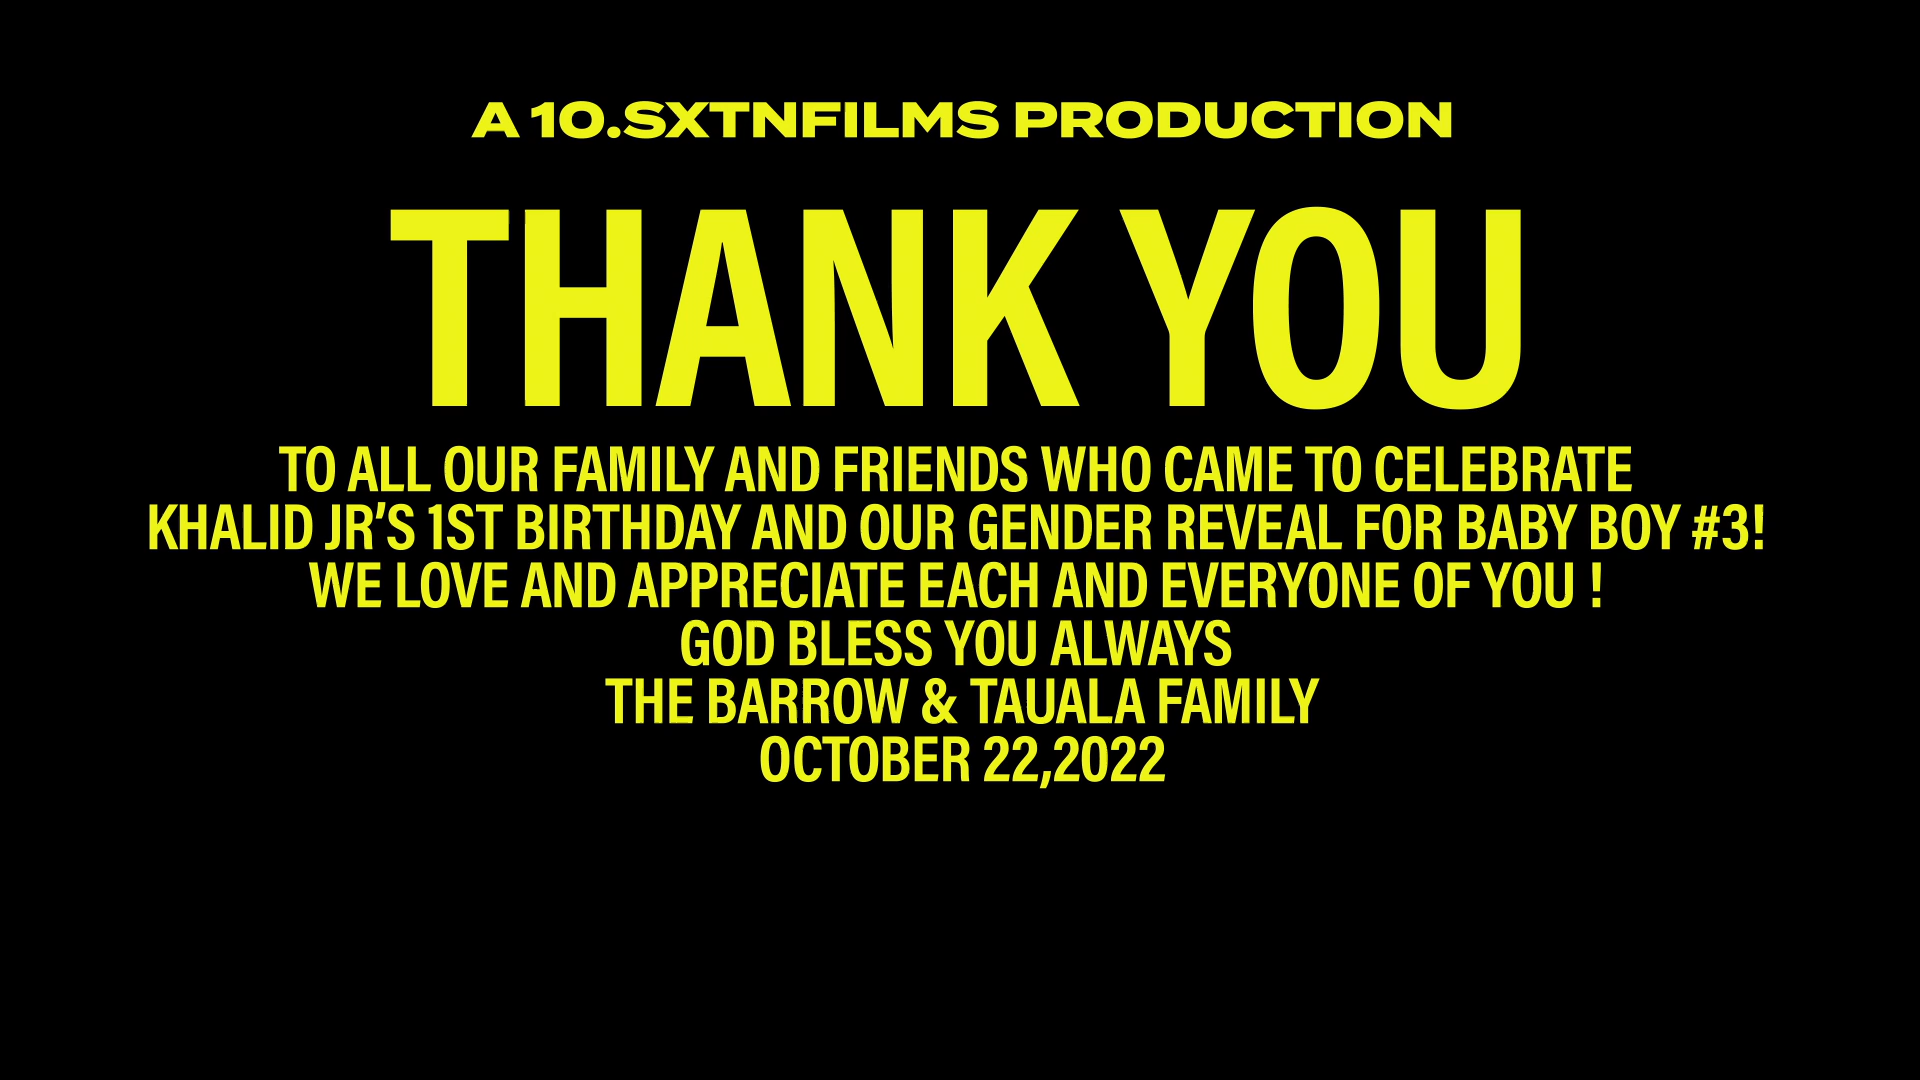 A 10.SXTNFILMS PRODUCTION
THANK YOU
TO ALL OUR FAMILY AND FRIENDS WHO CAME TO CELEBRATE
KHALID JR'S 1ST BIRTHDAY AND OUR GENDER REVEAL FOR BABY BOY #3!
WE LOVE AND APPRECIATE EACH AND EVERYONE OF YOU !
GOD BLESS YOU ALWAYS
THE BARROW & TAUALA FAMILY
OCTOBER 22,2022